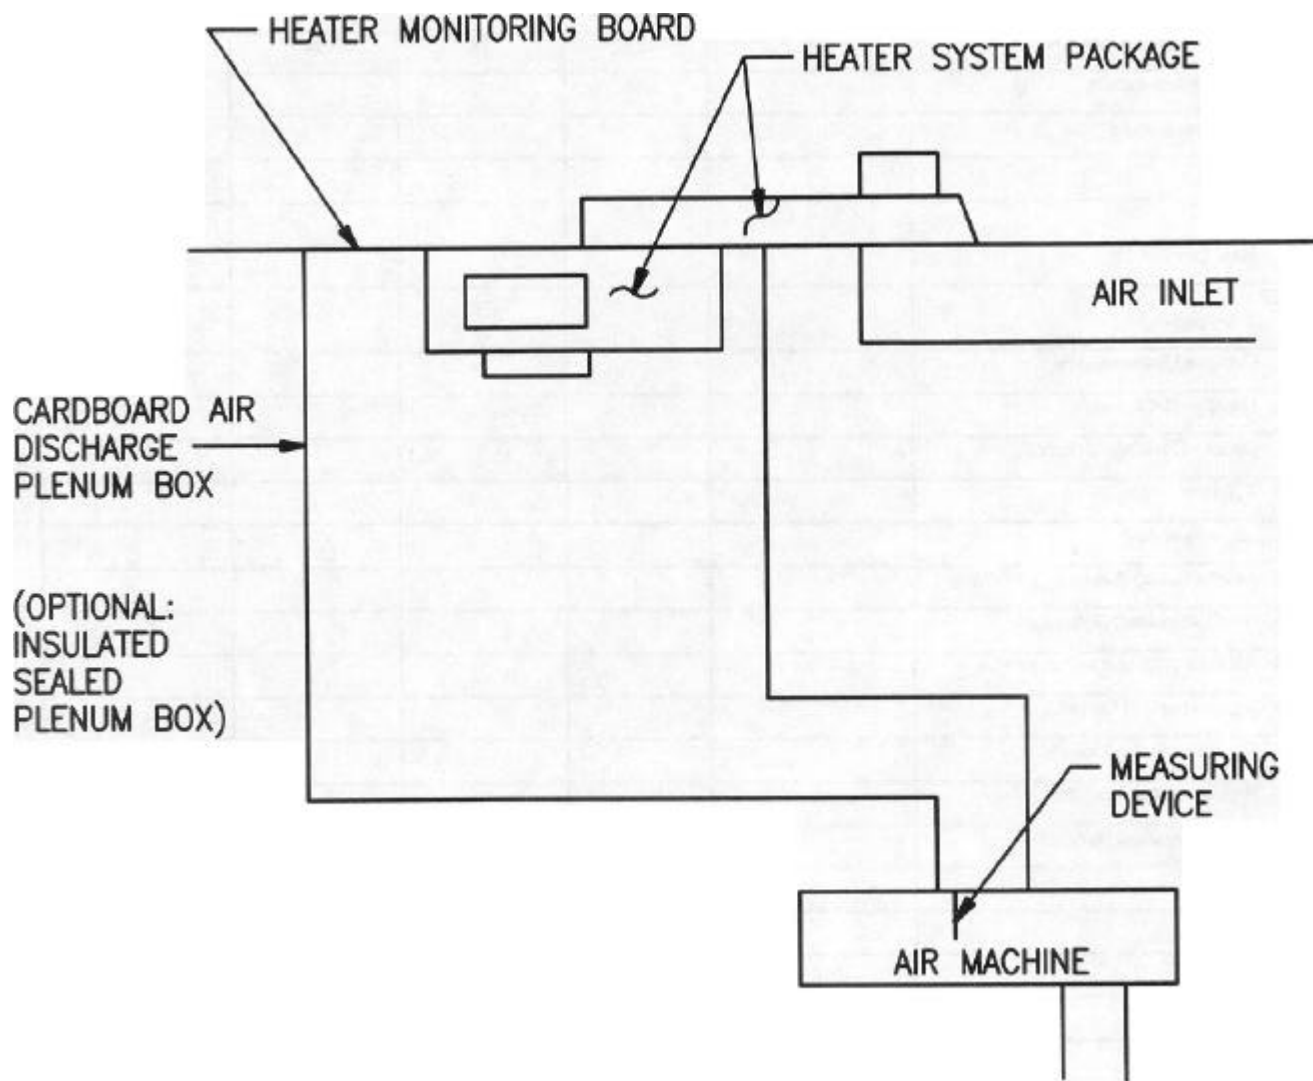 HEATER MONITORING BOARD
HEATER SYSTEM PACKAGE
AIR INLET
CARDBOARD AIR
DISCHARGE
PLENUM BOX
(OPTIONAL:
INSULATED
SEALED
PLENUM BOX)
MEASURING
DEVICE
AIR MACHINE